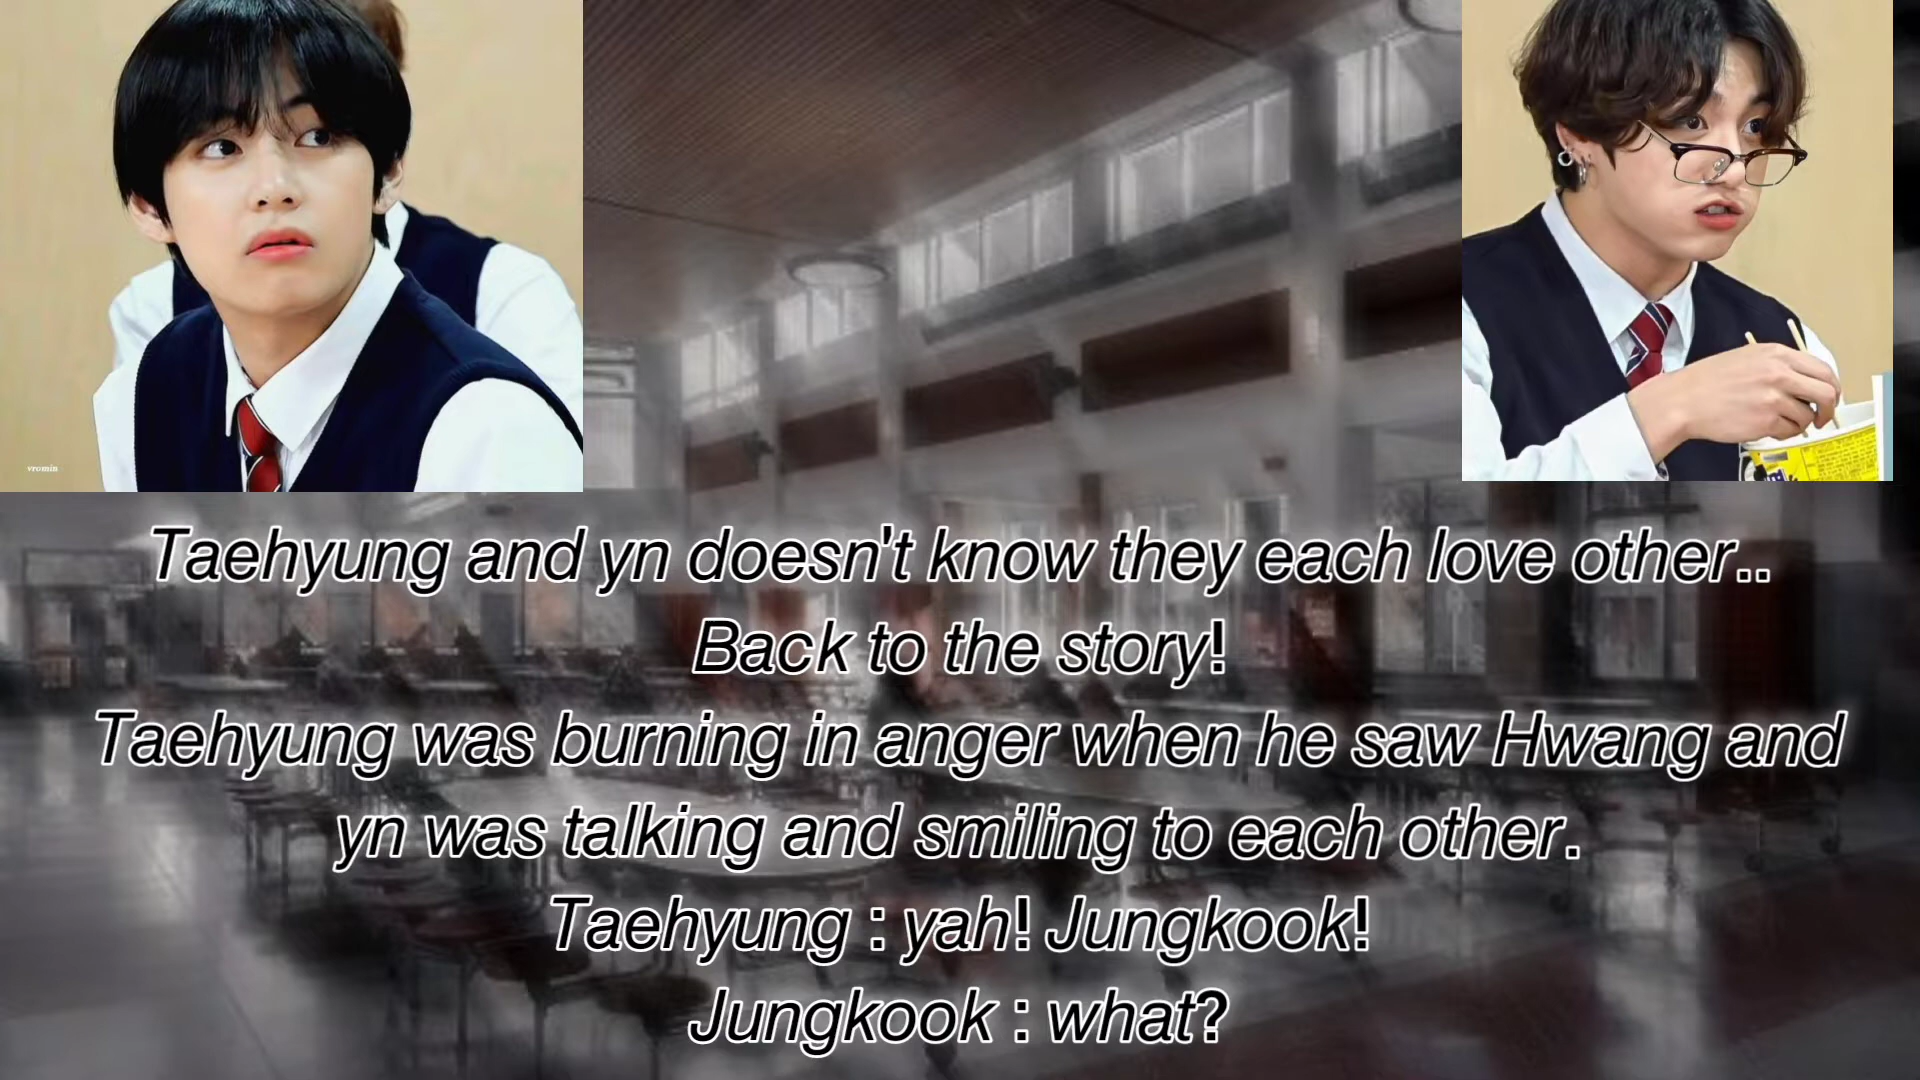 vromin
Taehyung and yn doesn't know they each love other..
Back to the story!
Taehyung was burning in anger when he saw Hwang and
yn was talking and smiling to each other.
Taehyung : yah! Jungkook!
Jungkook : what?